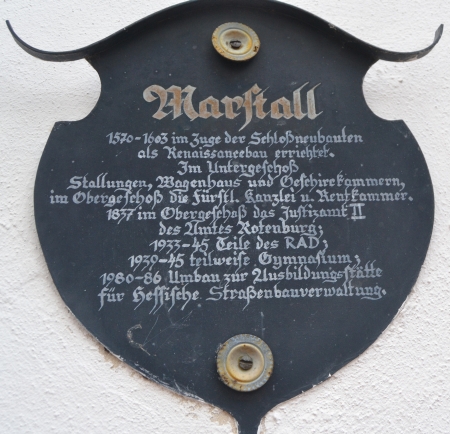 Marstall
1570-1603 im Zuge der Schloßneubauten
als Renaissancebau errichtet.
Im Untergeschoß
Stallungen, Wagenhaus und Geschirrkammern,
im Obergeschoß die Fürstl. Kanzlei u. Rentkammer.
1837 im Obergeschoß das Justizamt II
des Amtes Rotenburg;
1933-45 Teile des RAD;
1939-45 teilweise Gymnasium;
1980-86 Umbau zur Ausbildungsstätte
für Hessische Straßenbauverwaltung.